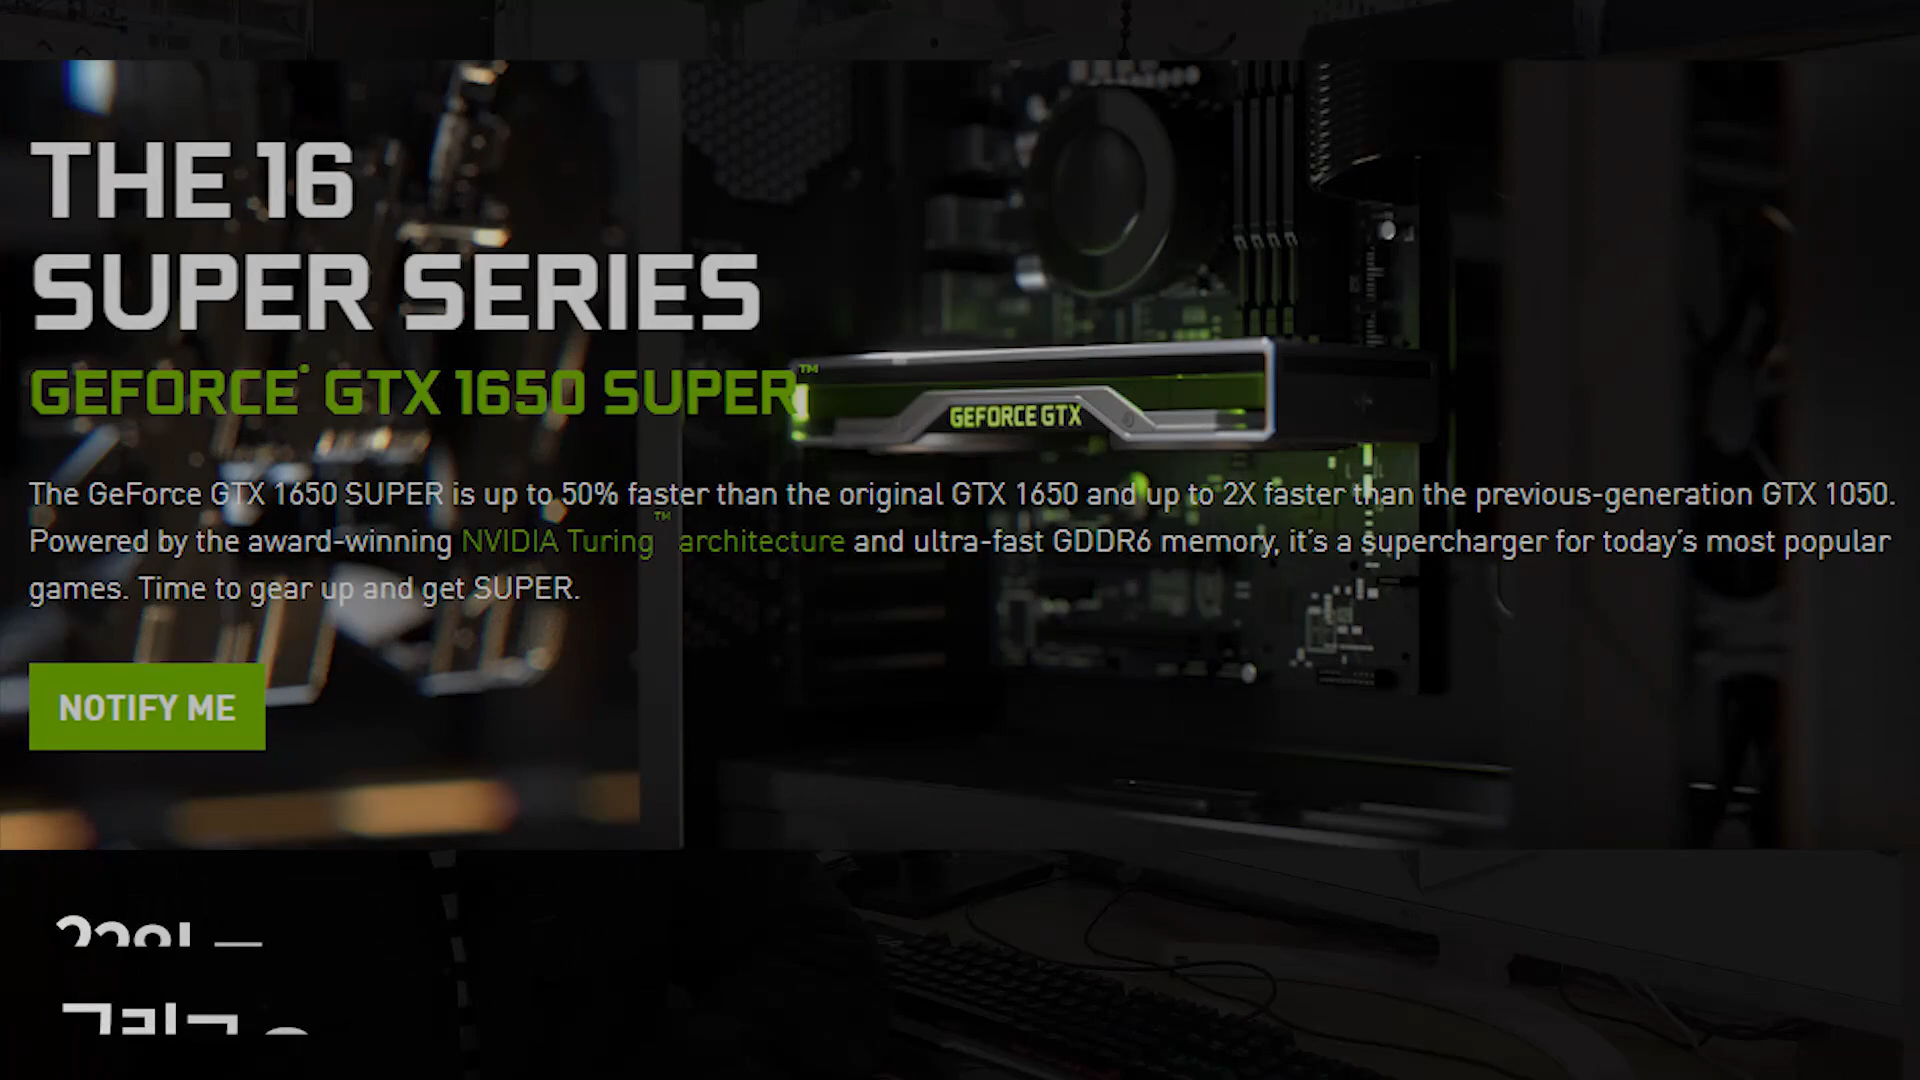 THE 16
SUPER SERIES
GEFORCE® GTX 1650 SUPER™
GEFORCE GTX
The GeForce GTX 1650 SUPER is up to 50% faster than the original GTX 1650 and up to 2X faster than the previous-generation GTX 1050.
Powered by the award-winning NVIDIA Turing™ architecture and ultra-fast GDDR6 memory, it's a supercharger for today's most popular
games. Time to gear up and get SUPER.
NOTIFY ME